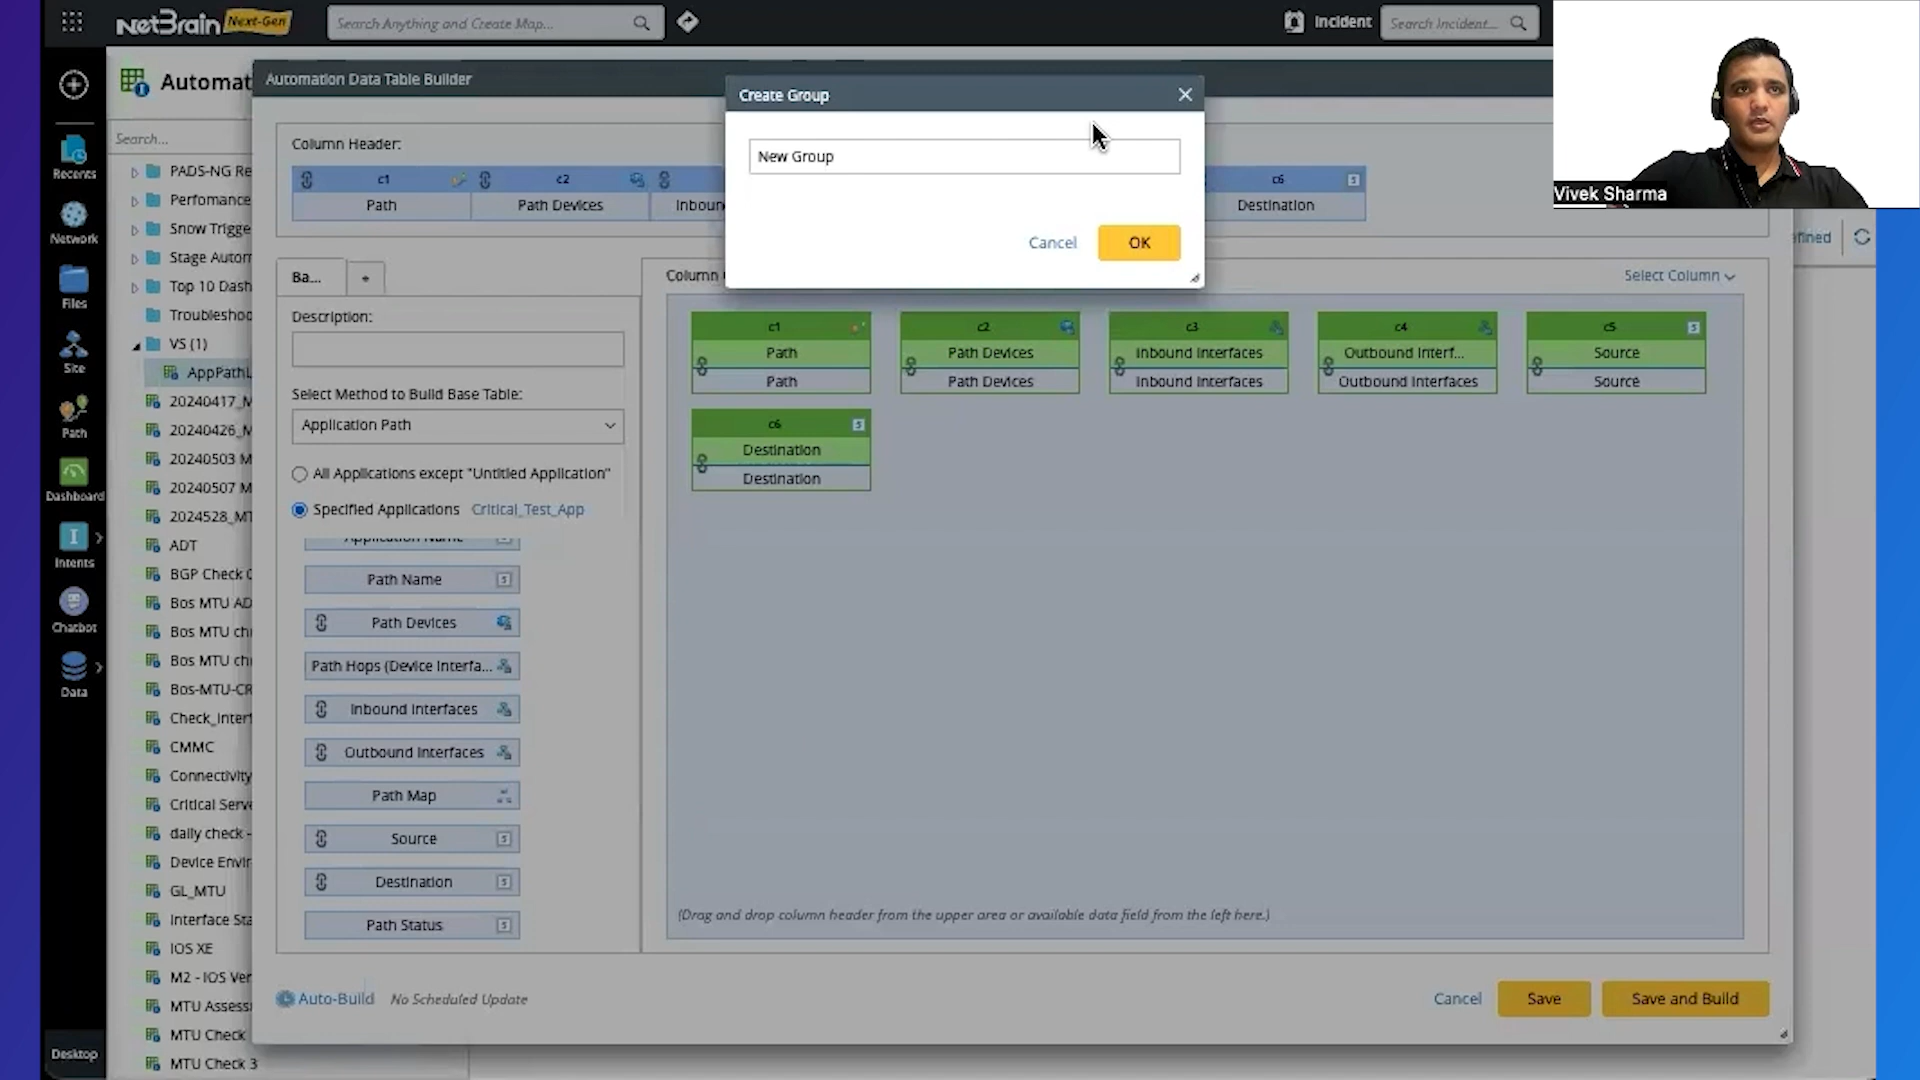 NetBrain Next-Gen
Search Anything and Create Map...
Incident
Search Incident...
Vivek Sharma
Automat
Search...
Recents
Network
Files
Site
Path
Dashboard
Intents
Chatbot
Data
Desktop
PADS-NG Re
Perfomance
Snow Trigge
Stage Autom
Top 10 Dash
Troubleshoo
VS (1)
AppPathL
20240417_M
20240426_M
20240503 M
20240507 M
2024528_MT
ADT
BGP Check C
Bos MTU AD
Bos MTU ch
Bos MTU ch
Bos-MTU-CR
Check_Interf
CMMC
Connectivity
Critical Serve
daily check -
Device Envir
GL_MTU
Interface Sta
IOS XE
M2 - IOS Ver
MTU Assess
MTU Check
MTU Check 3
Automation Data Table Builder
Column Header:
c1
Path
c2
Path Devices
Inboun
c6
S
Destination
Create Group
New Group
Cancel
OK
efined
Ba...
+
Description:
Select Method to Build Base Table:
Application Path
All Applications except "Untitled Application"
Specified Applications Critical_Test_App
Application Name
Path Name S
Path Devices
Path Hops (Device Interfa...
Inbound Interfaces
Outbound Interfaces
Path Map
Source S
Destination S
Path Status S
Column
Select Column
c1
Path
Path
c2
Path Devices
Path Devices
c3
Inbound Interfaces
Inbound Interfaces
c4
Outbound Interf...
Outbound Interfaces
c5 S
Source
Source
c6 S
Destination
Destination
(Drag and drop column header from the upper area or available data field from the left here.)
Auto-Build No Scheduled Update
Cancel
Save
Save and Build